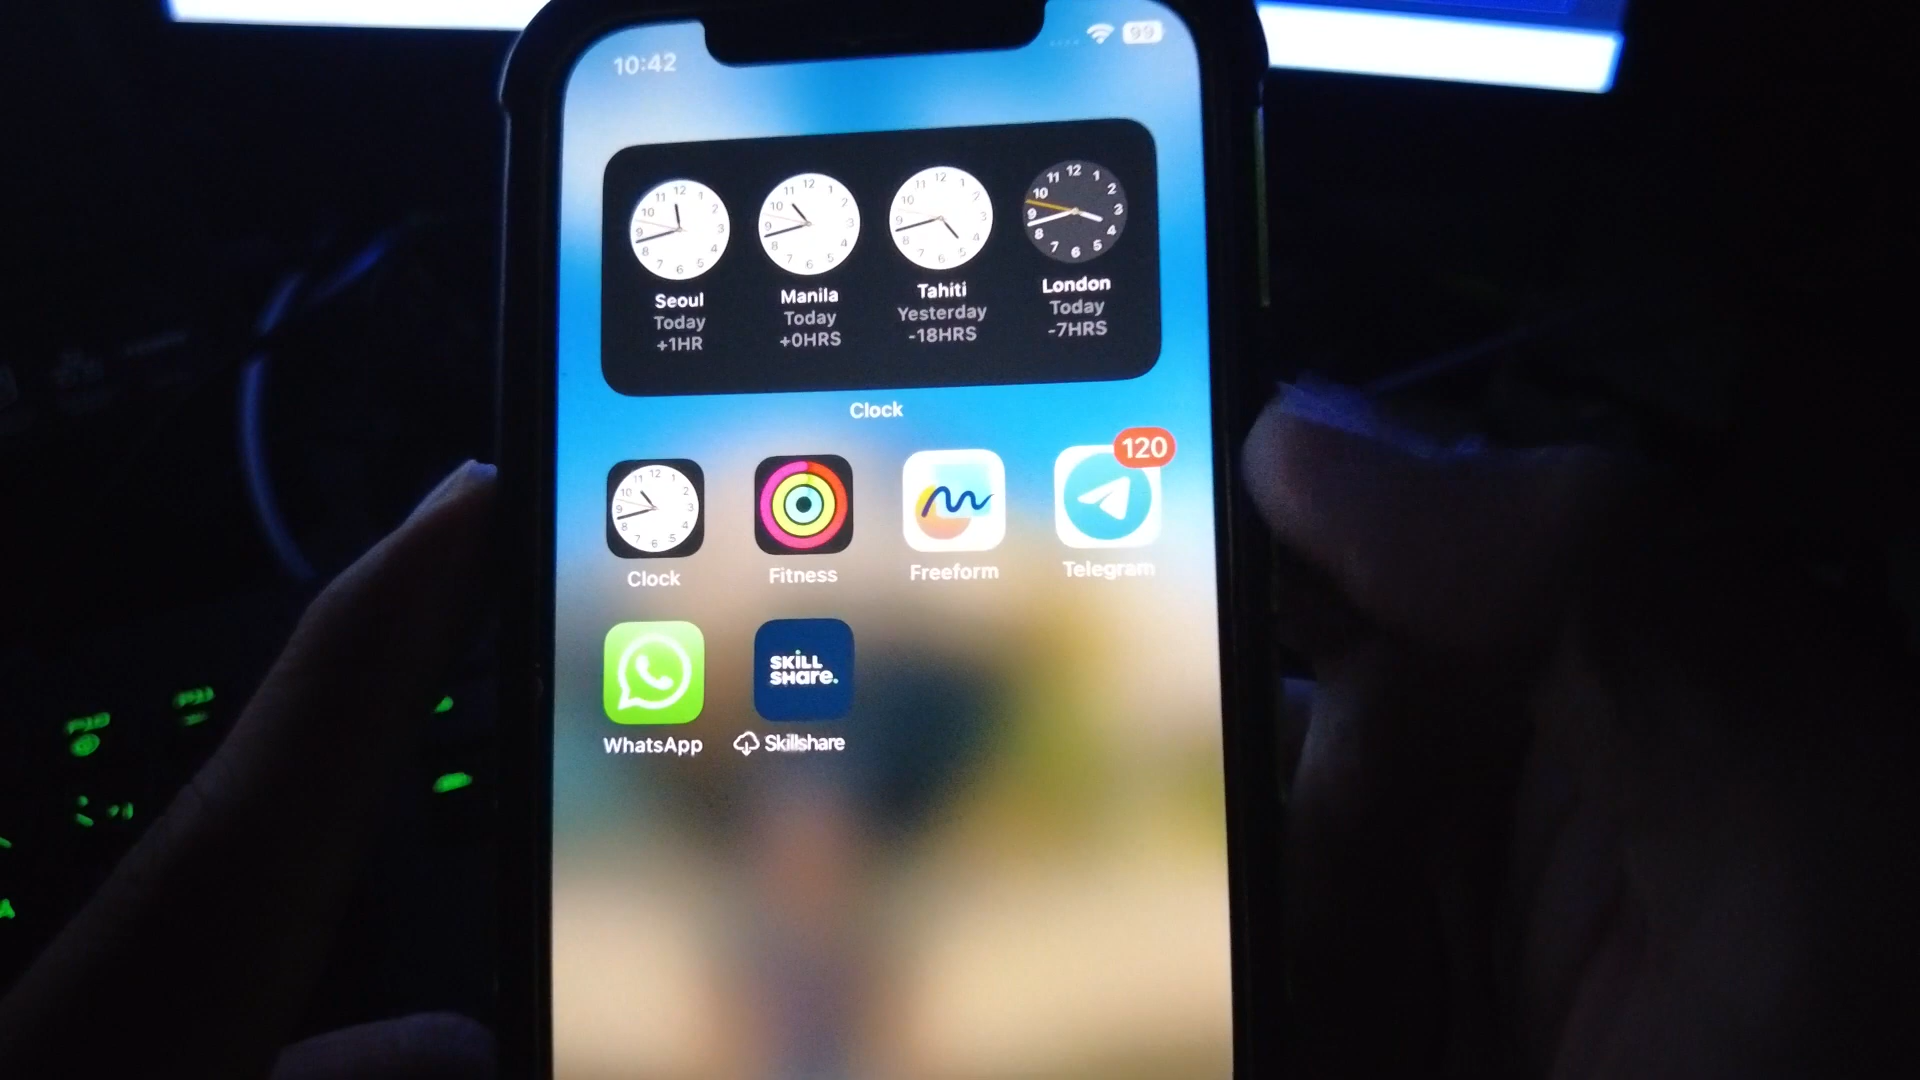 10:42
99
Seoul
Today
+1HR
Manila
Today
+0HRS
Tahiti
Yesterday
-18HRS
London
Today
-7HRS
Clock
120
Clock
Fitness
Freeform
Telegram
SKILL
SHare.
WhatsApp
Skillshare